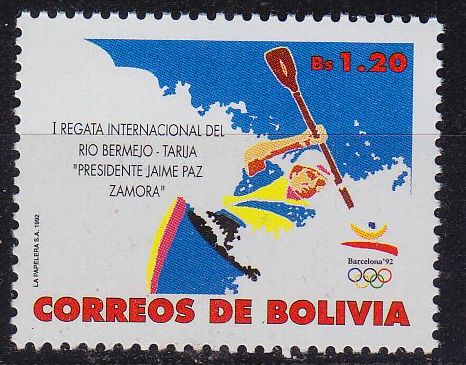 Bs 1.20
I REGATA INTERNACIONAL DEL
RIO BERMEJO - TARIJA
"PRESIDENTE JAIME PAZ
ZAMORA"
LA PAPELERA S.A. 1992
Barcelona'92
CORREOS DE BOLIVIA